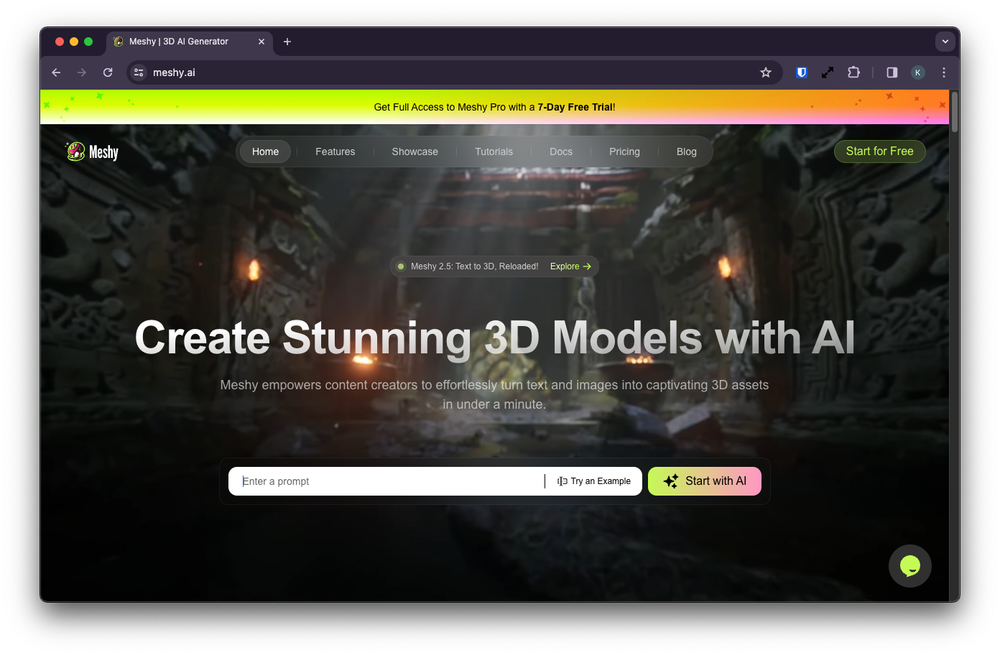 Meshy | 3D AI Generator
meshy.ai
K
Get Full Access to Meshy Pro with a 7-Day Free Trial!
Meshy
Home
Features
Showcase
Tutorials
Docs
Pricing
Blog
Start for Free
Meshy 2.5: Text to 3D, Reloaded! Explore →
Create Stunning 3D Models with AI
Meshy empowers content creators to effortlessly turn text and images into captivating 3D assets
in under a minute.
Enter a prompt
Try an Example
Start with AI